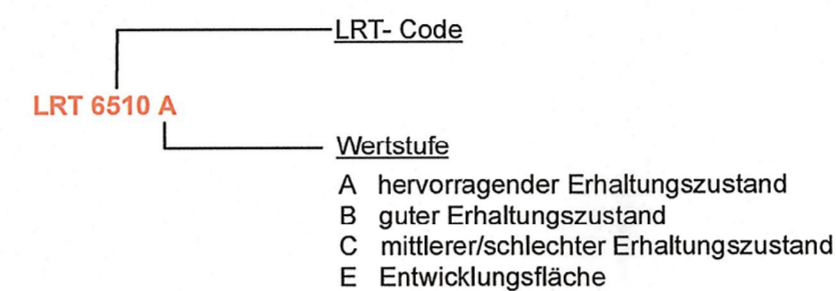 LRT- Code
LRT 6510 A
Wertstufe
A hervorragender Erhaltungszustand
B guter Erhaltungszustand
C mittlerer/schlechter Erhaltungszustand
E Entwicklungsfläche